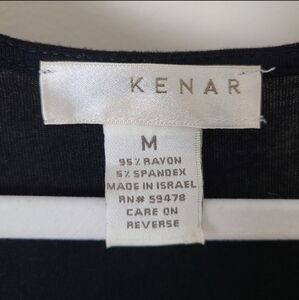 KENAR
M
95% RAYON
5% SPANDEX
MADE IN ISRAEL
RN# 59478
CARE ON
REVERSE